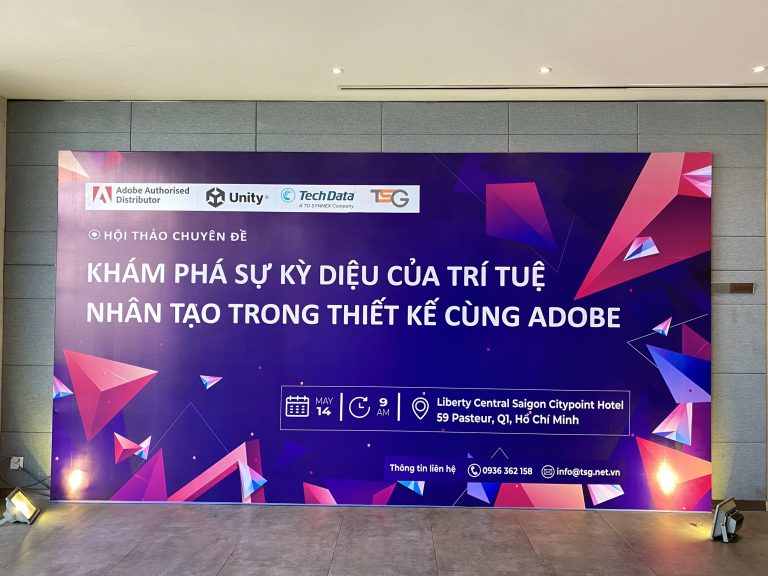 Adobe Authorised
Distributor
Unity®
TechData
A TD SYNNEX Company
TSG
HỘI THẢO CHUYÊN ĐỀ
KHÁM PHÁ SỰ KỲ DIỆU CỦA TRÍ TUỆ
NHÂN TẠO TRONG THIẾT KẾ CÙNG ADOBE
MAY
14
9
AM
Liberty Central Saigon Citypoint Hotel
59 Pasteur, Q1, Hồ Chí Minh
Thông tin liên hệ 0936 362 158 info@tsg.net.vn